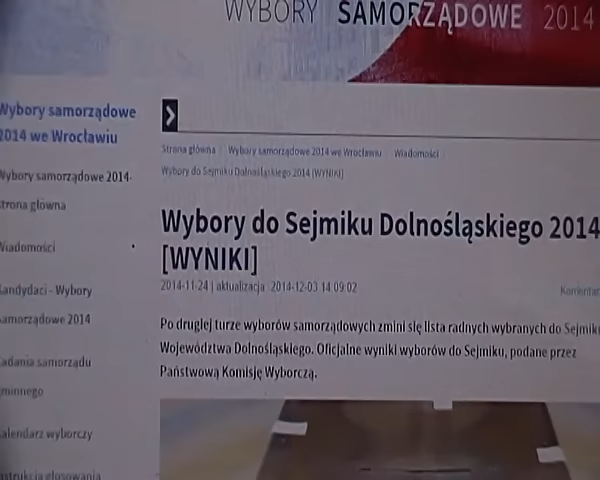 WYBORY SAMORZĄDOWE 2014
Wybory samorządowe
2014 we Wrocławiu
Wybory samorządowe 2014-
strona główna
Wiadomości
Kandydaci - Wybory
samorządowe 2014
Zadania samorządu
gminnego
Kalendarz wyborczy
Instrukcja głosowania
Strona główna Wybory samorządowe 2014 we Wrocławiu Wiadomości
Wybory do Sejmiku Dolnośląskiego 2014 [WYNIKI]
Wybory do Sejmiku Dolnośląskiego 2014
[WYNIKI]
2014-11-24 | aktualizacja 2014-12-03 14:09:02
Komentar
Po drugiej turze wyborów samorządowych zmini się lista radnych wybranych do Sejmiku
Województwa Dolnośląskiego. Oficjalne wyniki wyborów do Sejmiku, podane przez
Państwową Komisję Wyborczą.